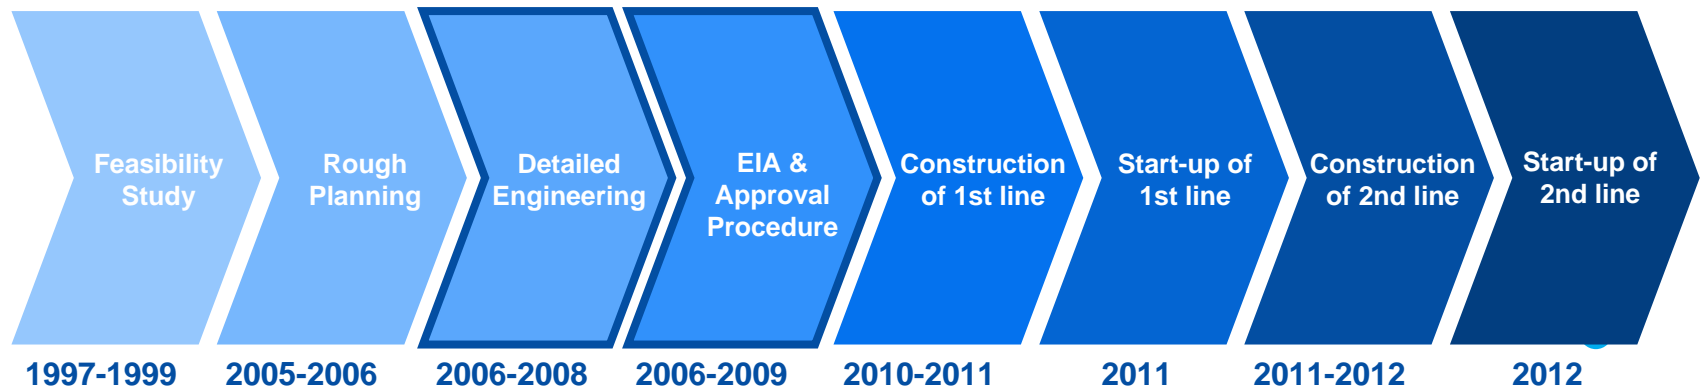 Feasibility
Study
Rough
Planning
Detailed
Engineering
EIA &
Approval
Procedure
Construction
of 1st line
Start-up of
1st line
Construction
of 2nd line
Start-up of
2nd line
1997-1999
2005-2006
2006-2008
2006-2009
2010-2011
2011
2011-2012
2012